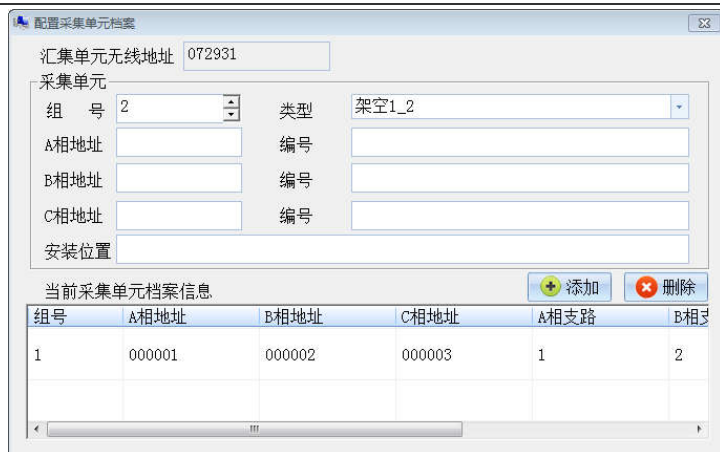 配置采集单元档案
汇集单元无线地址 072931
采集单元
组 号 2 类型 架空1_2
A相地址 编号
B相地址 编号
C相地址 编号
安装位置
当前采集单元档案信息 添加 删除
组号 A相地址 B相地址 C相地址 A相支路 B相支
1 000001 000002 000003 1 2